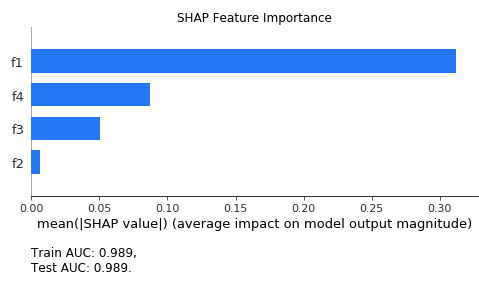 SHAP Feature Importance
f1
f4
f3
f2
0.00 0.05 0.10 0.15 0.20 0.25 0.30
mean(|SHAP value|) (average impact on model output magnitude)
Train AUC: 0.989,
Test AUC: 0.989.